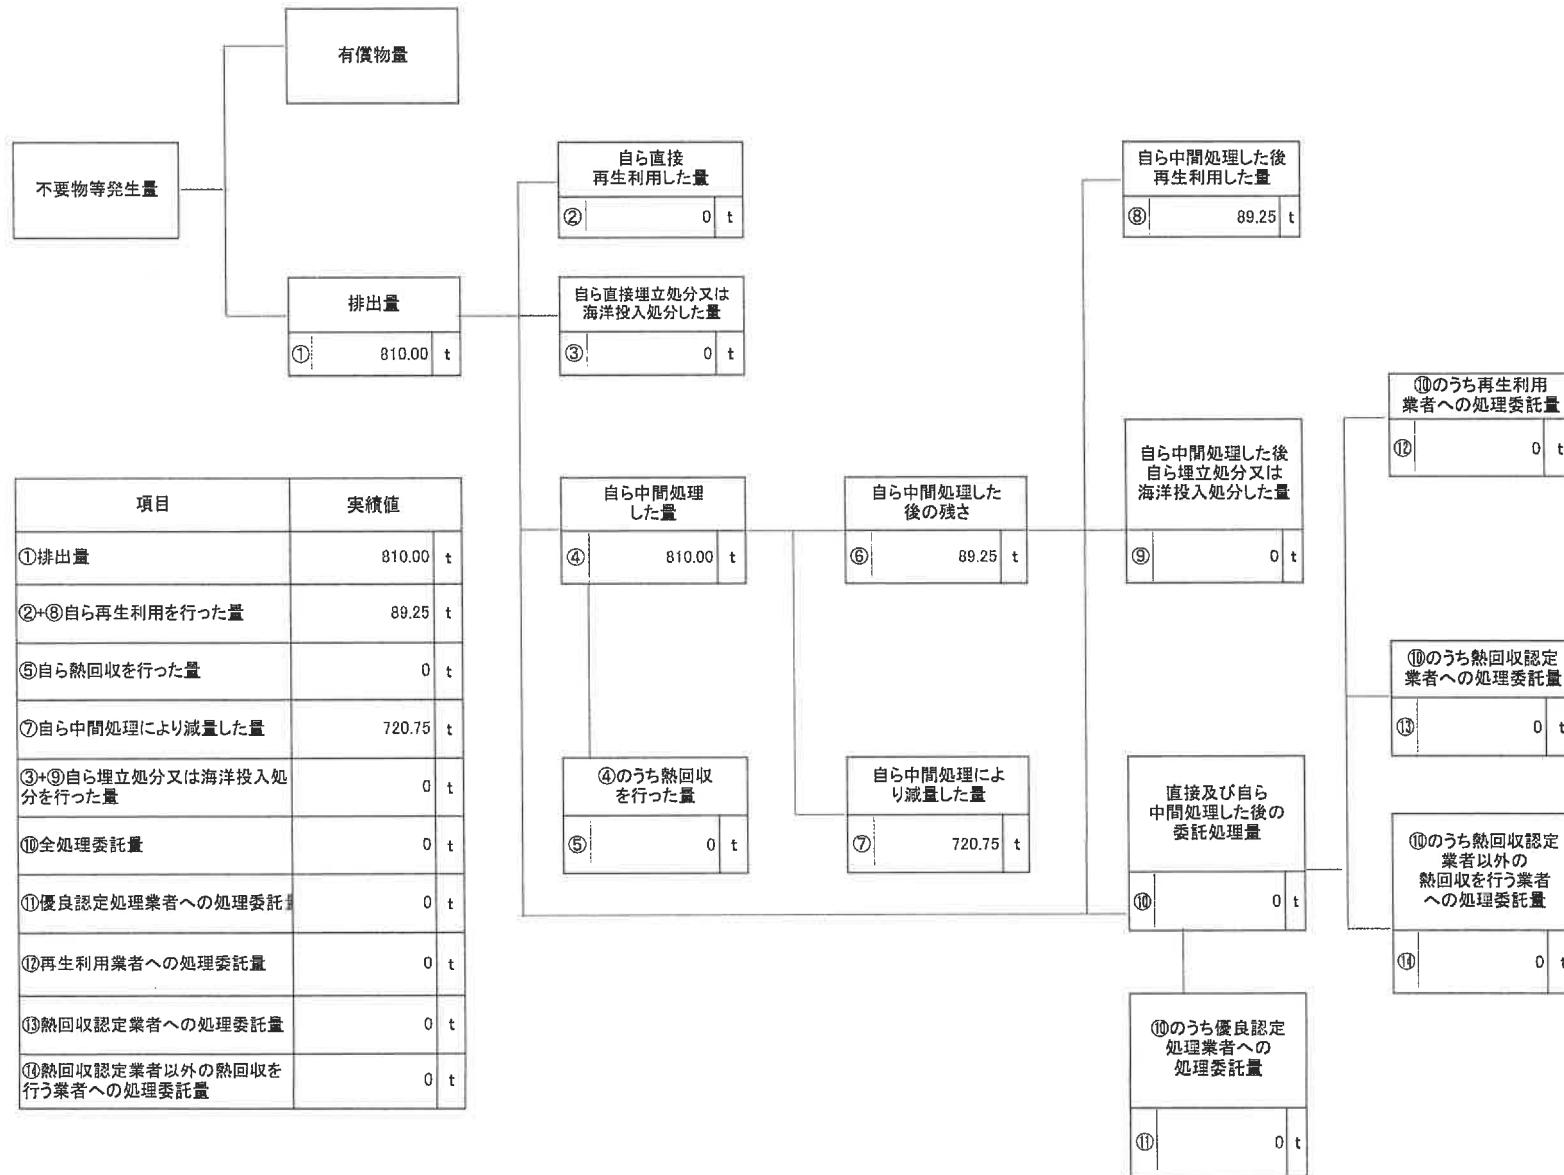 有償物量
不要物等発生量
自ら直接
再生利用した量
② 0 t
自ら中間処理した後
再生利用した量
⑧ 89.25 t
排出量
① 810.00 t
自ら直接埋立処分又は
海洋投入処分した量
③ 0 t
⑩のうち再生利用
業者への処理委託量
⑫ 0 t
自ら中間処理
した量
④ 810.00 t
自ら中間処理した
後の残さ
⑥ 89.25 t
自ら中間処理した後
自ら埋立処分又は
海洋投入処分した量
⑨ 0 t
⑩のうち熱回収認定
業者への処理委託量
⑬ 0 t
④のうち熱回収
を行った量
⑤ 0 t
自ら中間処理によ
り減量した量
⑦ 720.75 t
直接及び自ら
中間処理した後の
委託処理量
⑩ 0 t
⑩のうち熱回収認定
業者以外の
熱回収を行う業者
への処理委託量
⑭ 0 t
⑩のうち優良認定
処理業者への
処理委託量
⑪ 0 t
項目 実績値
①排出量 810.00 t
②+⑧自ら再生利用を行った量 89.25 t
⑤自ら熱回収を行った量 0 t
⑦自ら中間処理により減量した量 720.75 t
③+⑨自ら埋立処分又は海洋投入処
分を行った量 0 t
⑩全処理委託量 0 t
⑪優良認定処理業者への処理委託 0 t
⑫再生利用業者への処理委託量 0 t
⑬熱回収認定業者への処理委託量 0 t
⑭熱回収認定業者以外の熱回収を
行う業者への処理委託量 0 t